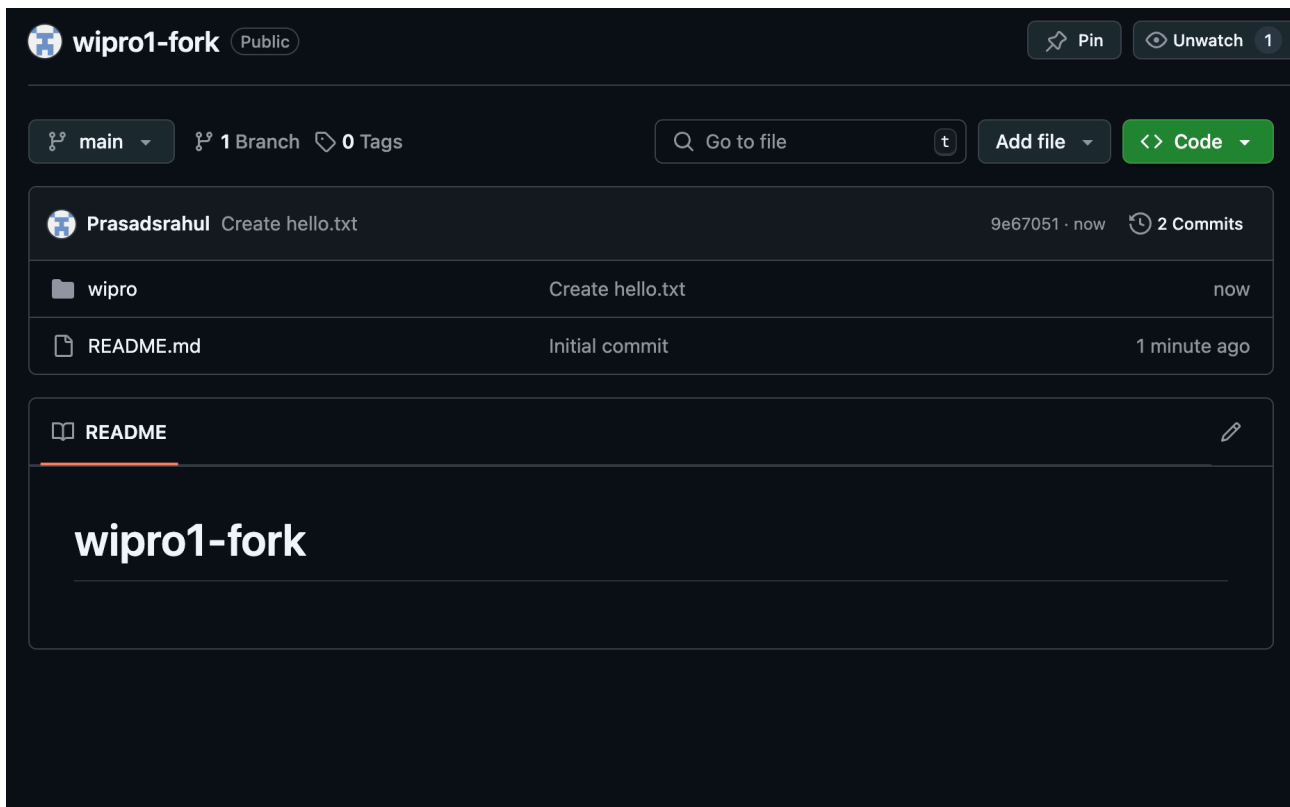 wipro1-fork Public Pin Unwatch 1
main 1 Branch 0 Tags Go to file t Add file <> Code
Prasadsrahul Create hello.txt 9e67051 · now 2 Commits
wipro Create hello.txt now
README.md Initial commit 1 minute ago
README
wipro1-fork